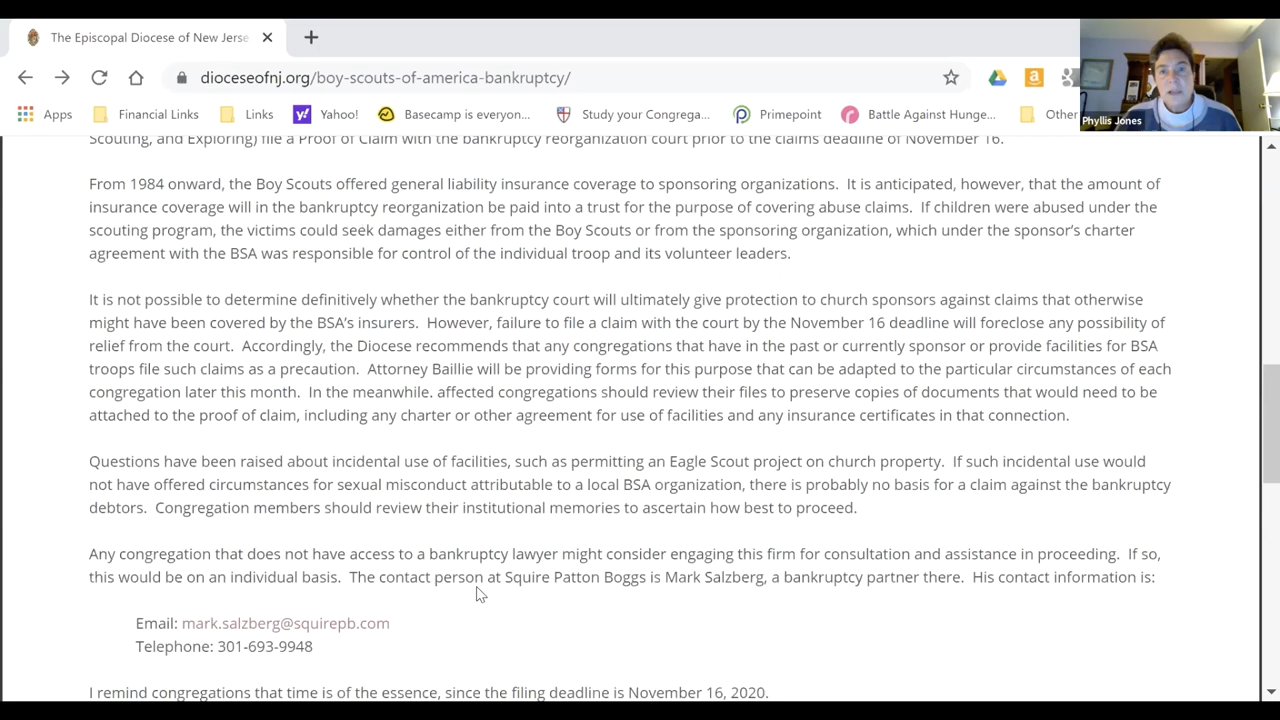 The Episcopal Diocese of New Jerse
dioceseofnj.org/boy-scouts-of-america-bankruptcy/
Apps Financial Links Links Yahoo! Basecamp is everyon... Study your Congrega... Primepoint Battle Against Hunge... Other
Phyllis Jones
Scouting, and Exploring) file a Proof of Claim with the bankruptcy reorganization court prior to the claims deadline of November 16.
From 1984 onward, the Boy Scouts offered general liability insurance coverage to sponsoring organizations. It is anticipated, however, that the amount of
insurance coverage will in the bankruptcy reorganization be paid into a trust for the purpose of covering abuse claims. If children were abused under the
scouting program, the victims could seek damages either from the Boy Scouts or from the sponsoring organization, which under the sponsor’s charter
agreement with the BSA was responsible for control of the individual troop and its volunteer leaders.
It is not possible to determine definitively whether the bankruptcy court will ultimately give protection to church sponsors against claims that otherwise
might have been covered by the BSA’s insurers. However, failure to file a claim with the court by the November 16 deadline will foreclose any possibility of
relief from the court. Accordingly, the Diocese recommends that any congregations that have in the past or currently sponsor or provide facilities for BSA
troops file such claims as a precaution. Attorney Baillie will be providing forms for this purpose that can be adapted to the particular circumstances of each
congregation later this month. In the meanwhile. affected congregations should review their files to preserve copies of documents that would need to be
attached to the proof of claim, including any charter or other agreement for use of facilities and any insurance certificates in that connection.
Questions have been raised about incidental use of facilities, such as permitting an Eagle Scout project on church property. If such incidental use would
not have offered circumstances for sexual misconduct attributable to a local BSA organization, there is probably no basis for a claim against the bankruptcy
debtors. Congregation members should review their institutional memories to ascertain how best to proceed.
Any congregation that does not have access to a bankruptcy lawyer might consider engaging this firm for consultation and assistance in proceeding. If so,
this would be on an individual basis. The contact person at Squire Patton Boggs is Mark Salzberg, a bankruptcy partner there. His contact information is:
Email: mark.salzberg@squirepb.com
Telephone: 301-693-9948
I remind congregations that time is of the essence, since the filing deadline is November 16, 2020.